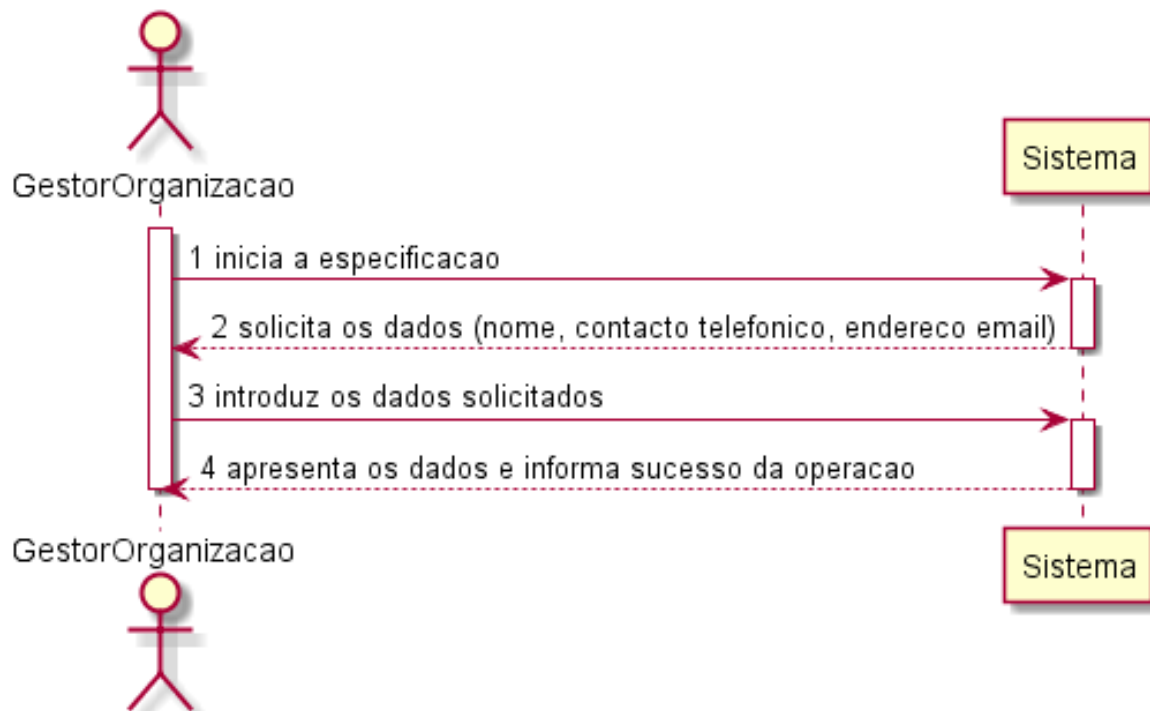 GestorOrganizacao
Sistema
1 inicia a especificacao
2 solicita os dados (nome, contacto telefonico, endereco email)
3 introduz os dados solicitados
4 apresenta os dados e informa sucesso da operacao
GestorOrganizacao
Sistema